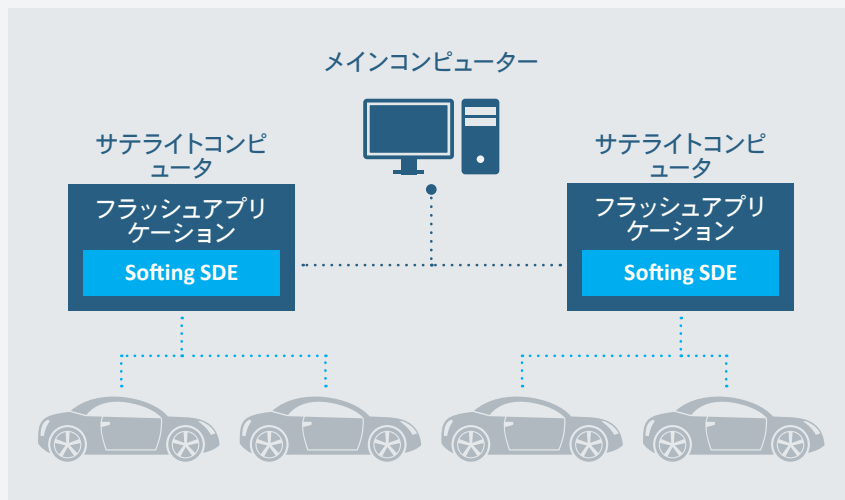 メインコンピューター
サテライトコンピ
ュータ
フラッシュアプリ
ケーション
Softing SDE
サテライトコンピ
ュータ
フラッシュアプリ
ケーション
Softing SDE